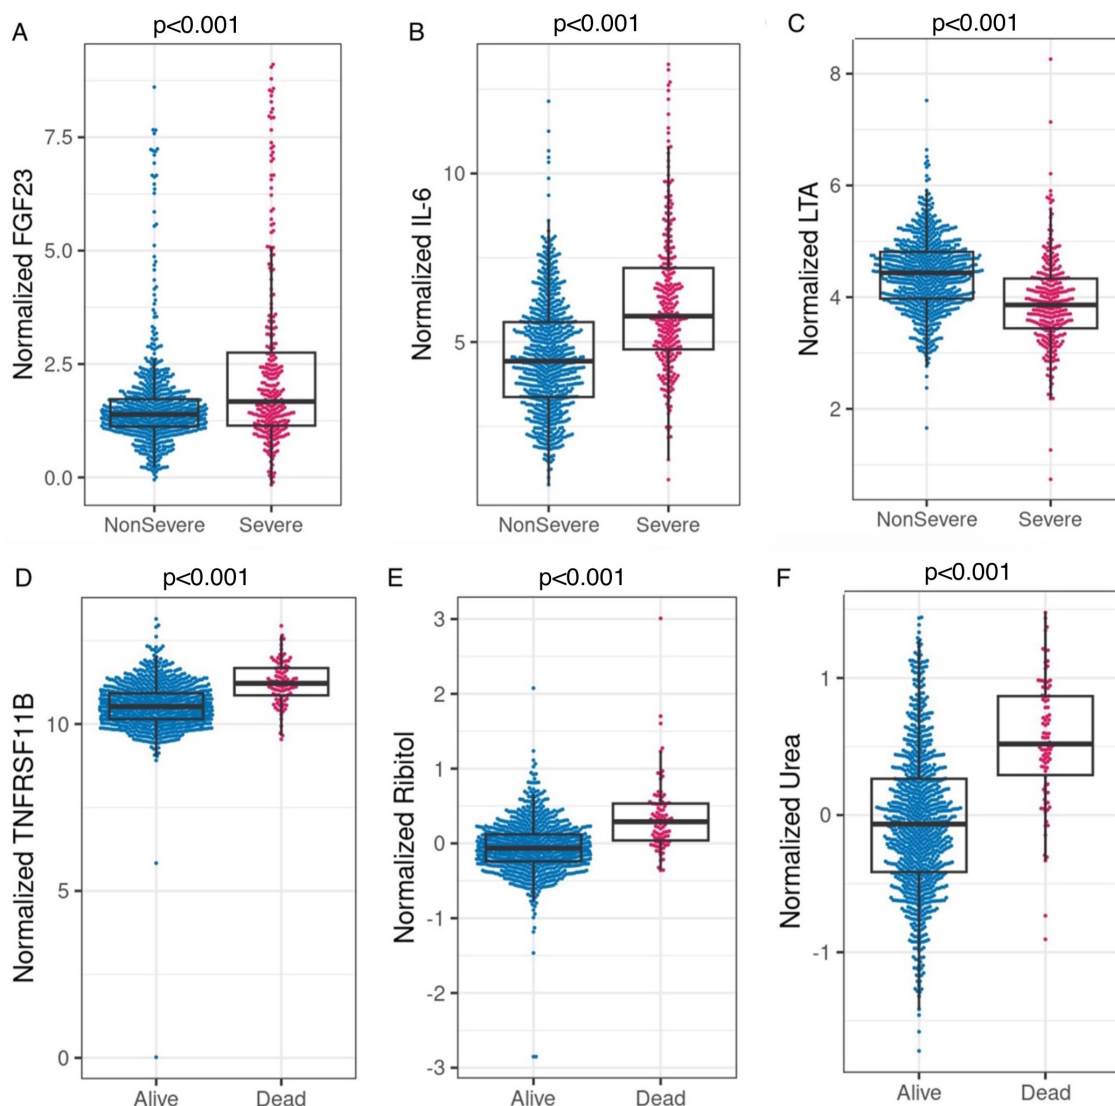 A
p<0.001
Normalized FGF23
7.5
5.0
2.5
0.0
NonSevere
Severe
B
p<0.001
Normalized IL-6
10
5
NonSevere
Severe
C
p<0.001
Normalized LTA
8
6
4
2
NonSevere
Severe
D
p<0.001
Normalized TNFRSF11B
10
5
0
Alive
Dead
E
p<0.001
Normalized Ribitol
3
2
1
0
-1
-2
-3
Alive
Dead
F
p<0.001
Normalized Urea
1
0
-1
Alive
Dead